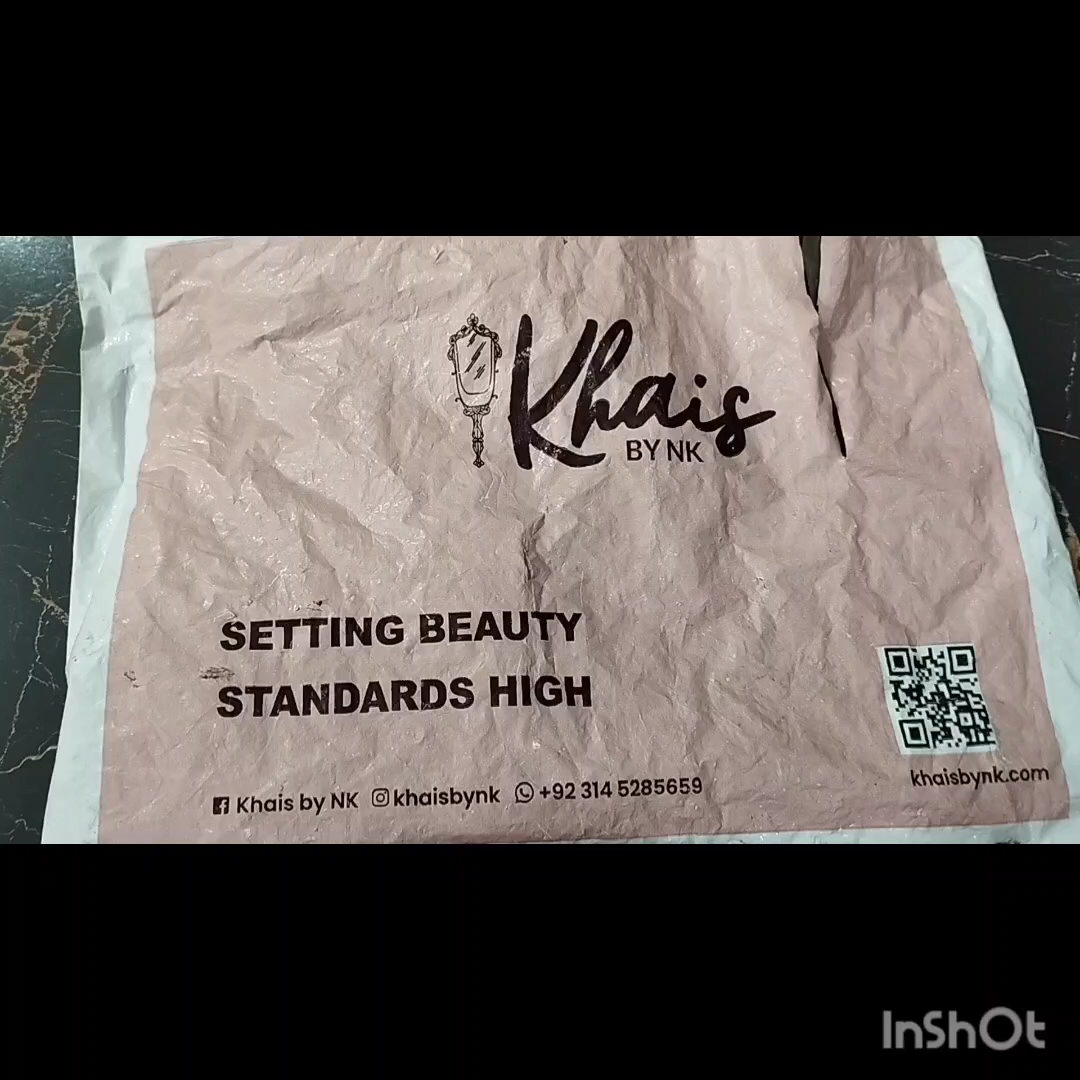 Khais
BY NK
SETTING BEAUTY
STANDARDS HIGH
Khais by NK khaisbynk +92 314 5285659
khaisbynk.com
InShOt